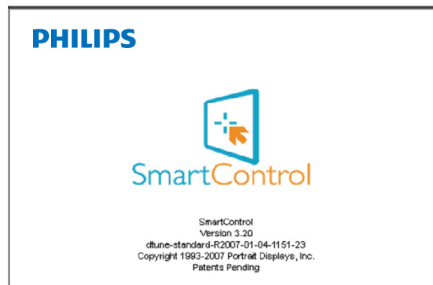 PHILIPS
SmartControl
SmartControl
Version 3.20
dtune-standard-R2007-01-04-1151-23
Copyright 1993-2007 Portrait Displays, Inc.
Patents Pending